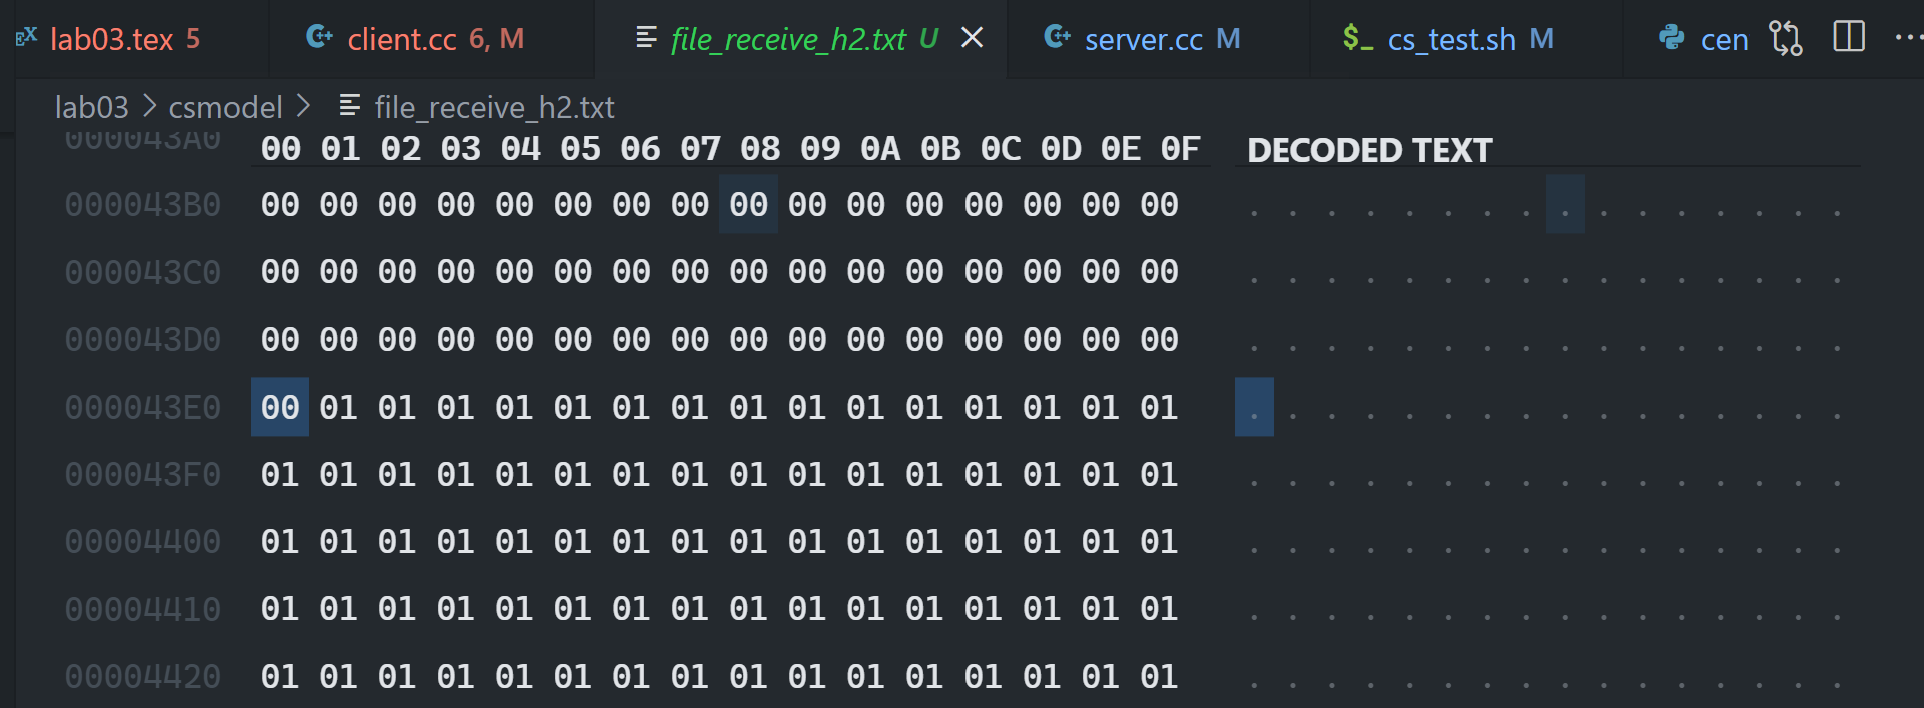 lab03.tex 5 client.cc 6, M file_receive_h2.txt U server.cc M $_ cs_test.sh M cen
lab03 > csmodel > file_receive_h2.txt
000043A0 00 01 02 03 04 05 06 07 08 09 0A 0B 0C 0D 0E 0F DECODED TEXT
000043B0 00 00 00 00 00 00 00 00 00 00 00 00 00 00 00 00 . . . . . . . . . . . . . . . .
000043C0 00 00 00 00 00 00 00 00 00 00 00 00 00 00 00 00 . . . . . . . . . . . . . . . .
000043D0 00 00 00 00 00 00 00 00 00 00 00 00 00 00 00 00 . . . . . . . . . . . . . . . .
000043E0 00 01 01 01 01 01 01 01 01 01 01 01 01 01 01 01 . . . . . . . . . . . . . . . .
000043F0 01 01 01 01 01 01 01 01 01 01 01 01 01 01 01 01 . . . . . . . . . . . . . . . .
00004400 01 01 01 01 01 01 01 01 01 01 01 01 01 01 01 01 . . . . . . . . . . . . . . . .
00004410 01 01 01 01 01 01 01 01 01 01 01 01 01 01 01 01 . . . . . . . . . . . . . . . .
00004420 01 01 01 01 01 01 01 01 01 01 01 01 01 01 01 01 . . . . . . . . . . . . . . . .